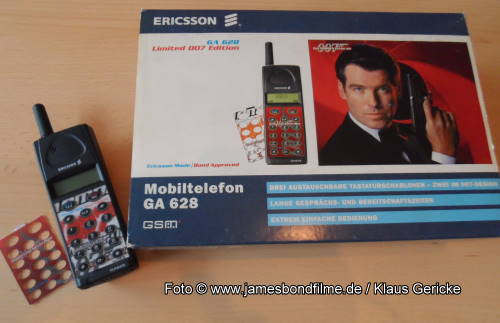 ERICSSON
GA 628
Limited 007 Edition
007
Ericsson Made/Bond Approved
Mobiltelefon
GA 628
GSM
DREI AUSTAUSCHBARE TASTATURSCHABLONEN - ZWEI IM 007-DESIGN
LANGE GESPRÄCHS- UND BEREITSCHAFTSZEITEN
EXTREM EINFACHE BEDIENUNG
ERICSSON
Foto © www.jamesbondfilme.de / Klaus Gericke